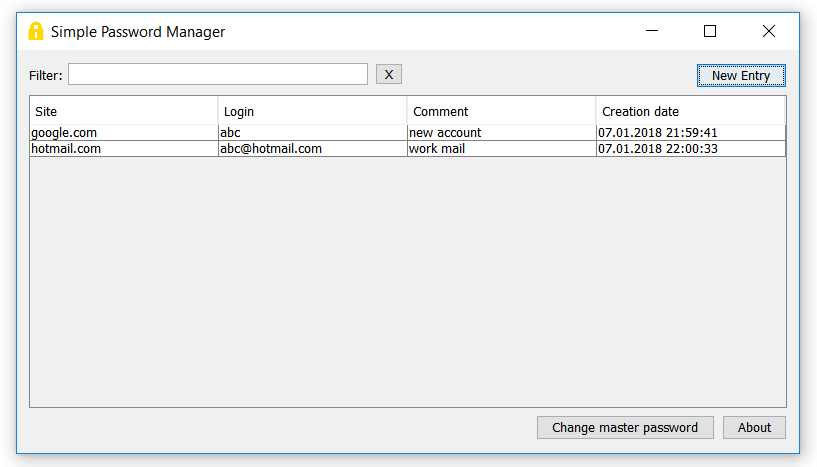 Simple Password Manager
Filter: X New Entry
Site Login Comment Creation date
google.com abc new account 07.01.2018 21:59:41
hotmail.com abc@hotmail.com work mail 07.01.2018 22:00:33
Change master password About